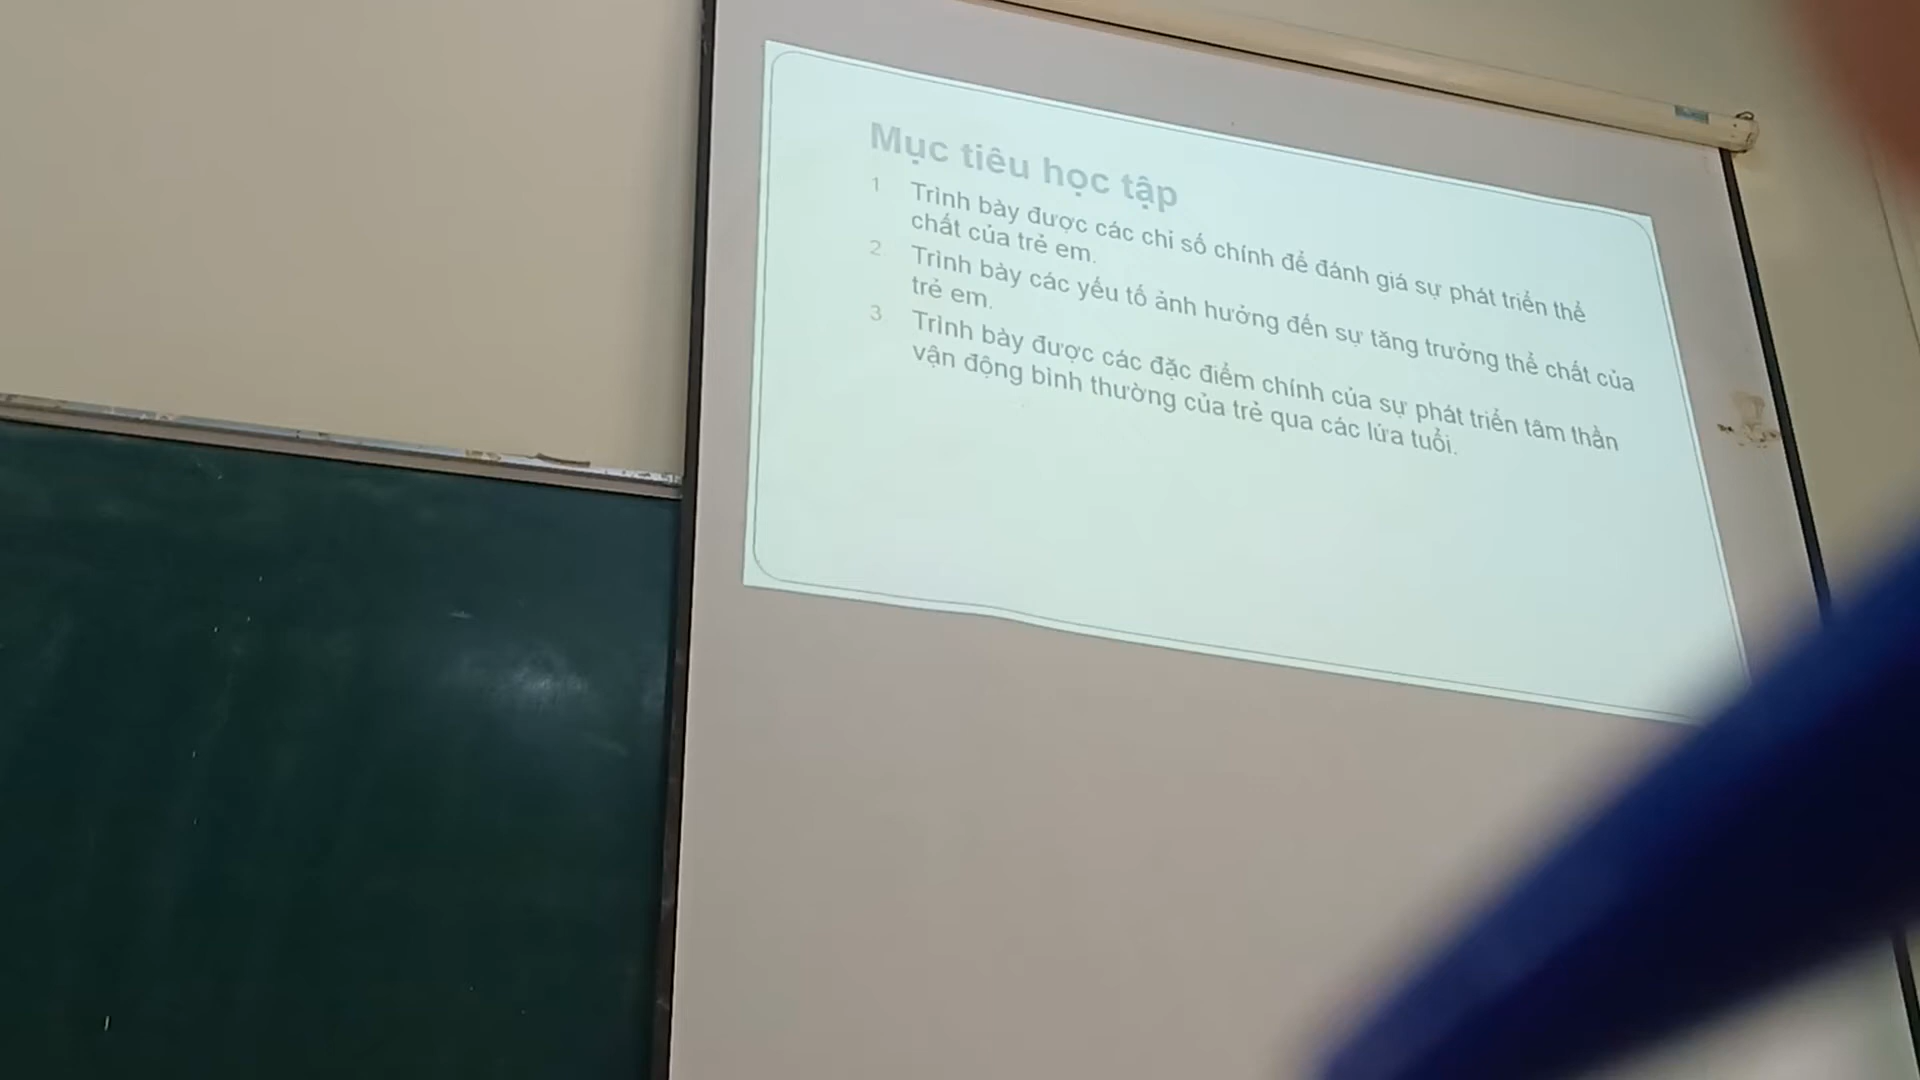 Mục tiêu học tập
1 Trình bày được các chỉ số chính để đánh giá sự phát triển thể
chất của trẻ em.
2 Trình bày các yếu tố ảnh hưởng đến sự tăng trưởng thể chất của
trẻ em.
3 Trình bày được các đặc điểm chính của sự phát triển tâm thần
vận động bình thường của trẻ qua các lứa tuổi.